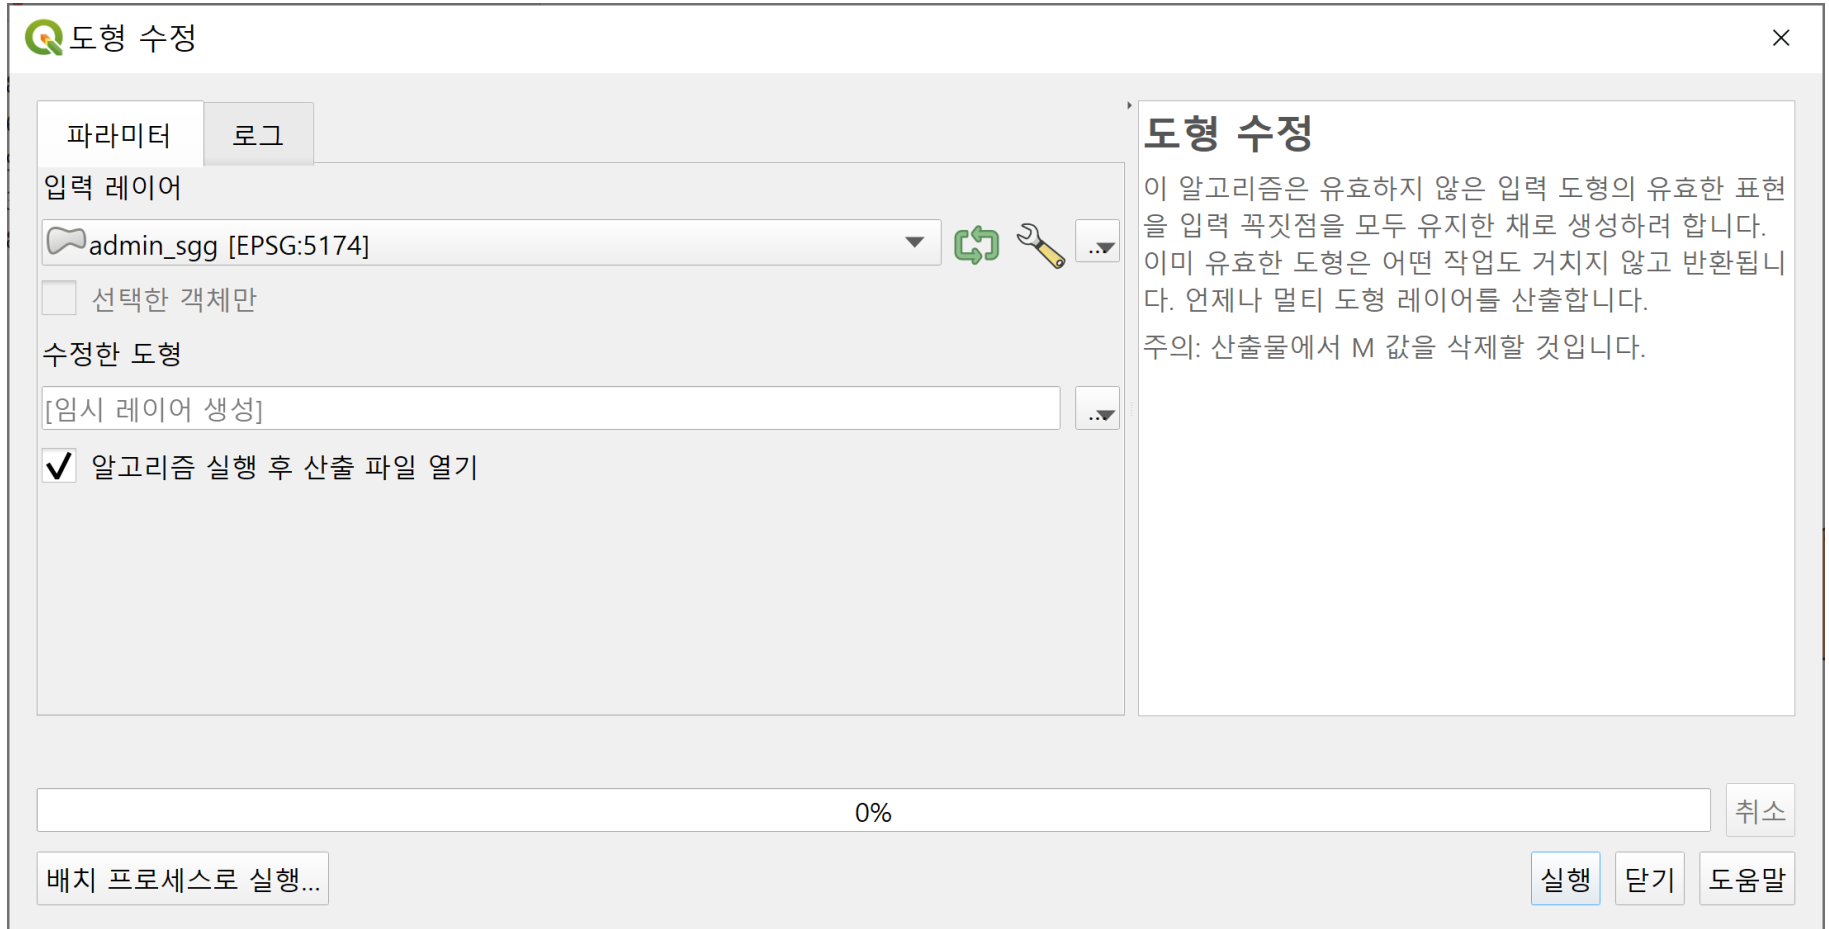 도형 수정
파라미터
로그
입력 레이어
admin_sgg [EPSG:5174]
...
선택한 객체만
수정한 도형
[임시 레이어 생성]
...
알고리즘 실행 후 산출 파일 열기
도형 수정
이 알고리즘은 유효하지 않은 입력 도형의 유효한 표현
을 입력 꼭짓점을 모두 유지한 채로 생성하려 합니다.
이미 유효한 도형은 어떤 작업도 거치지 않고 반환됩니
다. 언제나 멀티 도형 레이어를 산출합니다.
주의: 산출물에서 M 값을 삭제할 것입니다.
0%
취소
배치 프로세스로 실행...
실행
닫기
도움말